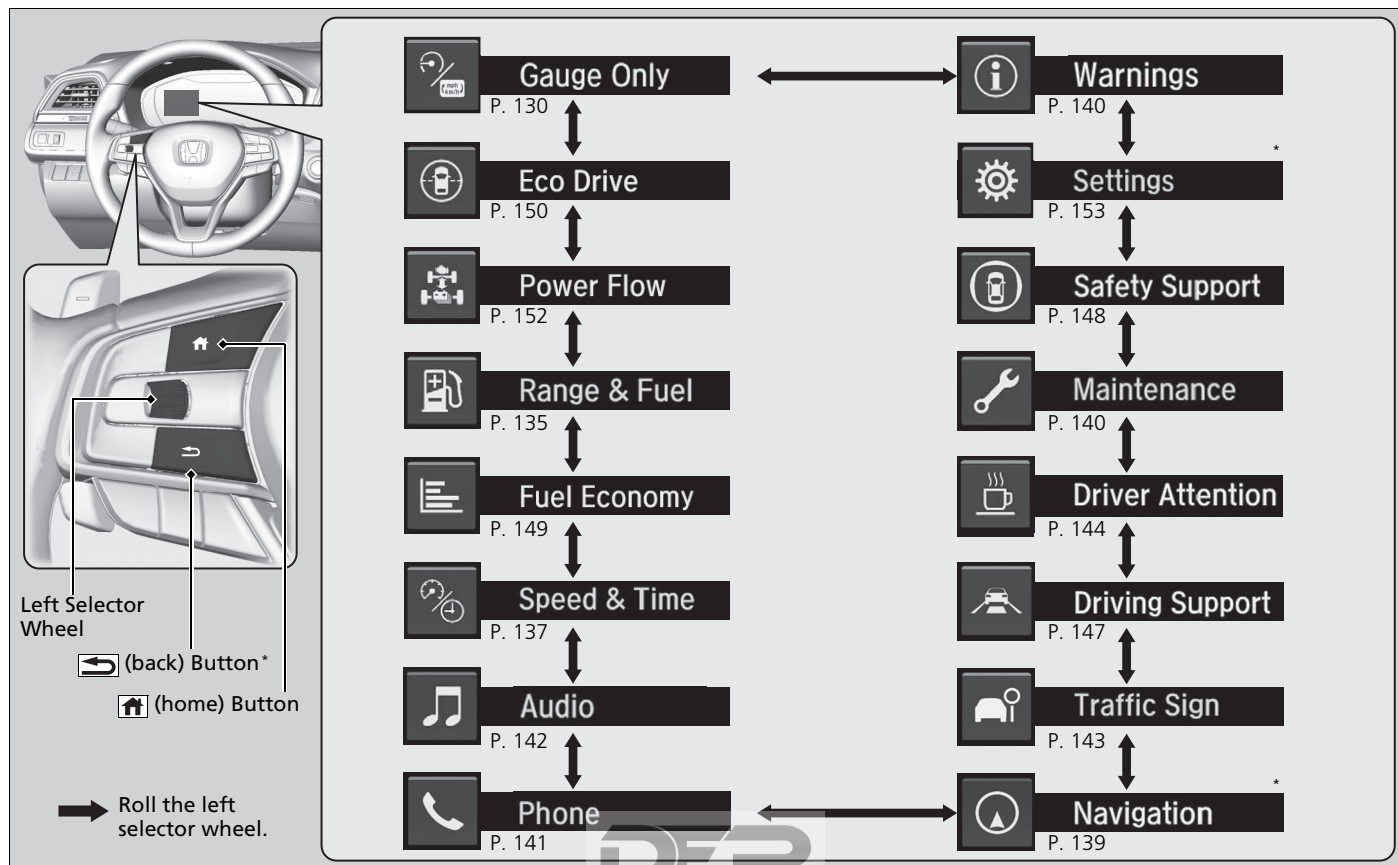 Gauge Only
P. 130
Eco Drive
P. 150
Power Flow
P. 152
Range & Fuel
P. 135
Fuel Economy
P. 149
Speed & Time
P. 137
Audio
P. 142
Phone
P. 141
Warnings
P. 140
*
Settings
P. 153
Safety Support
P. 148
Maintenance
P. 140
Driver Attention
P. 144
Driving Support
P. 147
Traffic Sign
P. 143
*
Navigation
P. 139
mph
km/h
Left Selector
Wheel
(back) Button*
(home) Button
Roll the left
selector wheel.